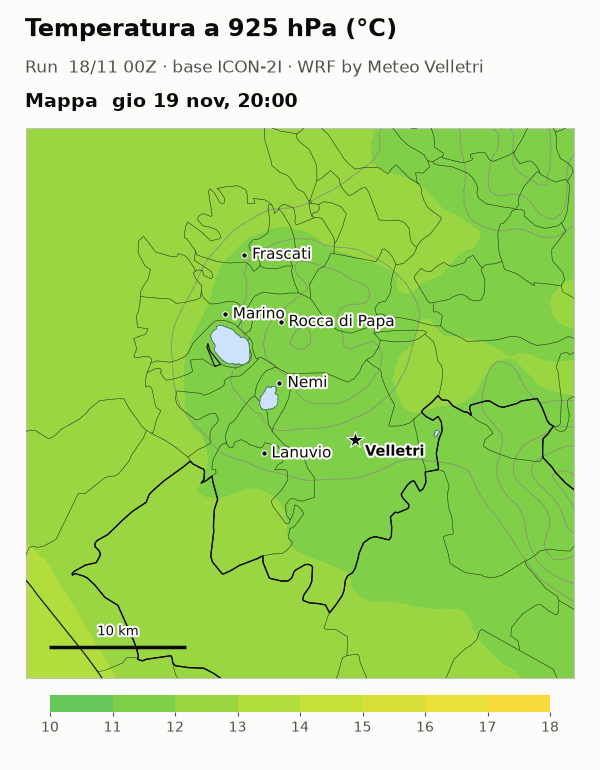 Temperatura a 925 hPa (°C)
Run  18/11 00Z · base ICON-2I · WRF by Meteo Velletri
Mappa  gio 19 nov, 20:00
Frascati
Marino
Rocca di Papa
Nemi
Velletri
Lanuvio
10 km
10 11 12 13 14 15 16 17 18